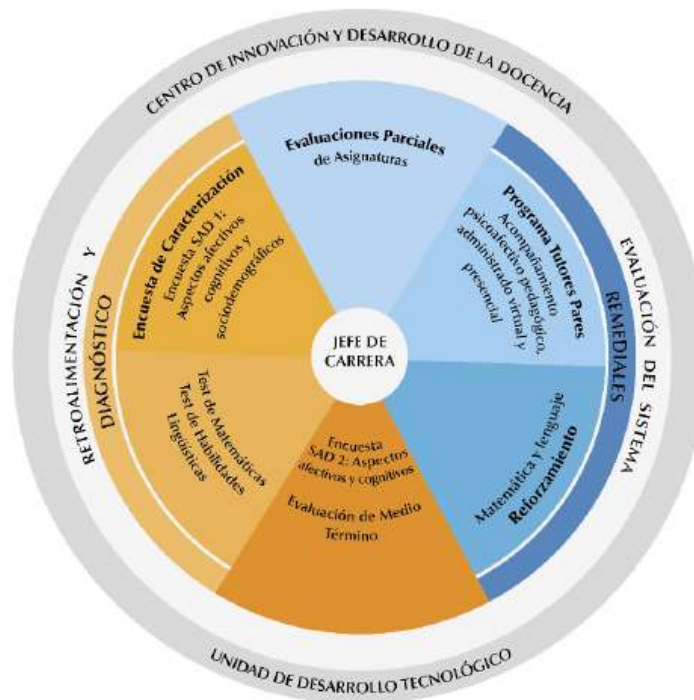 CENTRO DE INNOVACIÓN Y DESARROLLO DE LA DOCENCIA
Evaluaciones Parciales
de Asignaturas
Encuesta de Caracterización
Encuesta SAD 1:
Aspectos afectivos
cognitivos y
sociodemográficos
Programa Tutores Pares
Acompañamiento
psicoafectivo pedagógico,
administrado virtual y
presencial
RETROALIMENTACIÓN Y
DIAGNÓSTICO
JEFE DE
CARRERA
REMEDIALES
EVALUACIÓN DEL SISTEMA
Test de Matemáticas
Test de Habilidades
Lingüísticas
Encuesta
SAD 2: Aspectos
afectivos y cognitivos
Evaluación de Medio
Término
Matemática y lenguaje
Reforzamiento
UNIDAD DE DESARROLLO TECNOLÓGICO